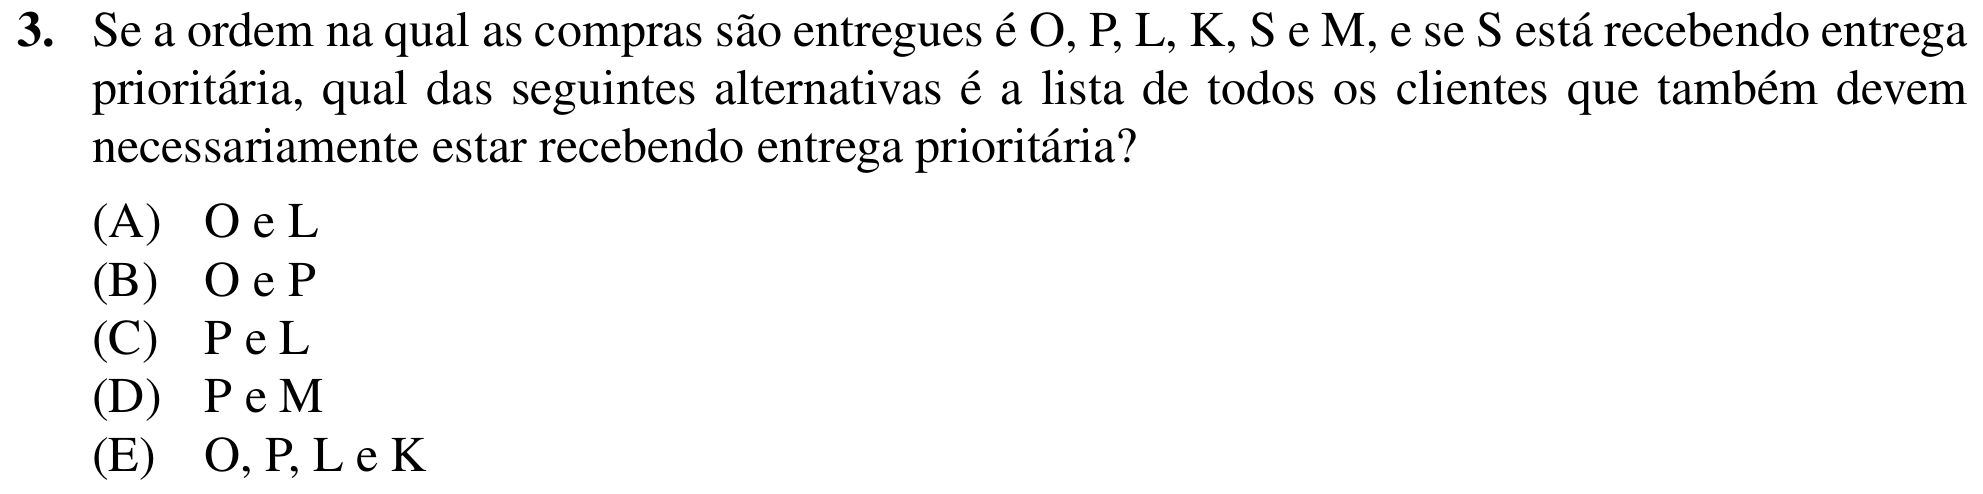 3. Se a ordem na qual as compras são entregues é O, P, L, K, S e M, e se S está recebendo entrega
prioritária, qual das seguintes alternativas é a lista de todos os clientes que também devem
necessariamente estar recebendo entrega prioritária?
(A) O e L
(B) O e P
(C) P e L
(D) P e M
(E) O, P, L e K